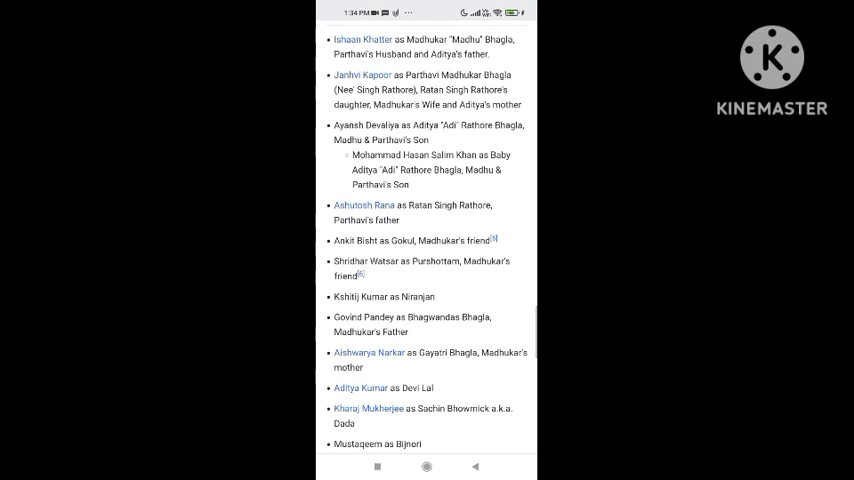 1:34 PM
Ishaan Khatter as Madhukar "Madhu" Bhagla,
Parthavi's Husband and Aditya's father.
Janhvi Kapoor as Parthavi Madhukar Bhagla
(Nee' Singh Rathore), Ratan Singh Rathore's
daughter, Madhukar's Wife and Aditya's mother
Ayansh Devaliya as Aditya "Adi" Rathore Bhagla,
Madhu & Parthavi's Son
Mohammad Hasan Salim Khan as Baby
Aditya "Adi" Rathore Bhagla, Madhu &
Parthavi's Son
Ashutosh Rana as Ratan Singh Rathore,
Parthavi's father
Ankit Bisht as Gokul, Madhukar's friend
Shridhar Watsar as Purshottam, Madhukar's
friend[6]
Kshitij Kumar as Niranjan
Govind Pandey as Bhagwandas Bhagla,
Madhukar's Father
Aishwarya Narkar as Gayatri Bhagla, Madhukar's
mother
Aditya Kumar as Devi Lal
Kharaj Mukherjee as Sachin Bhowmick a.k.a.
Dada
Mustaqeem as Bijnori
K
KINEMASTER